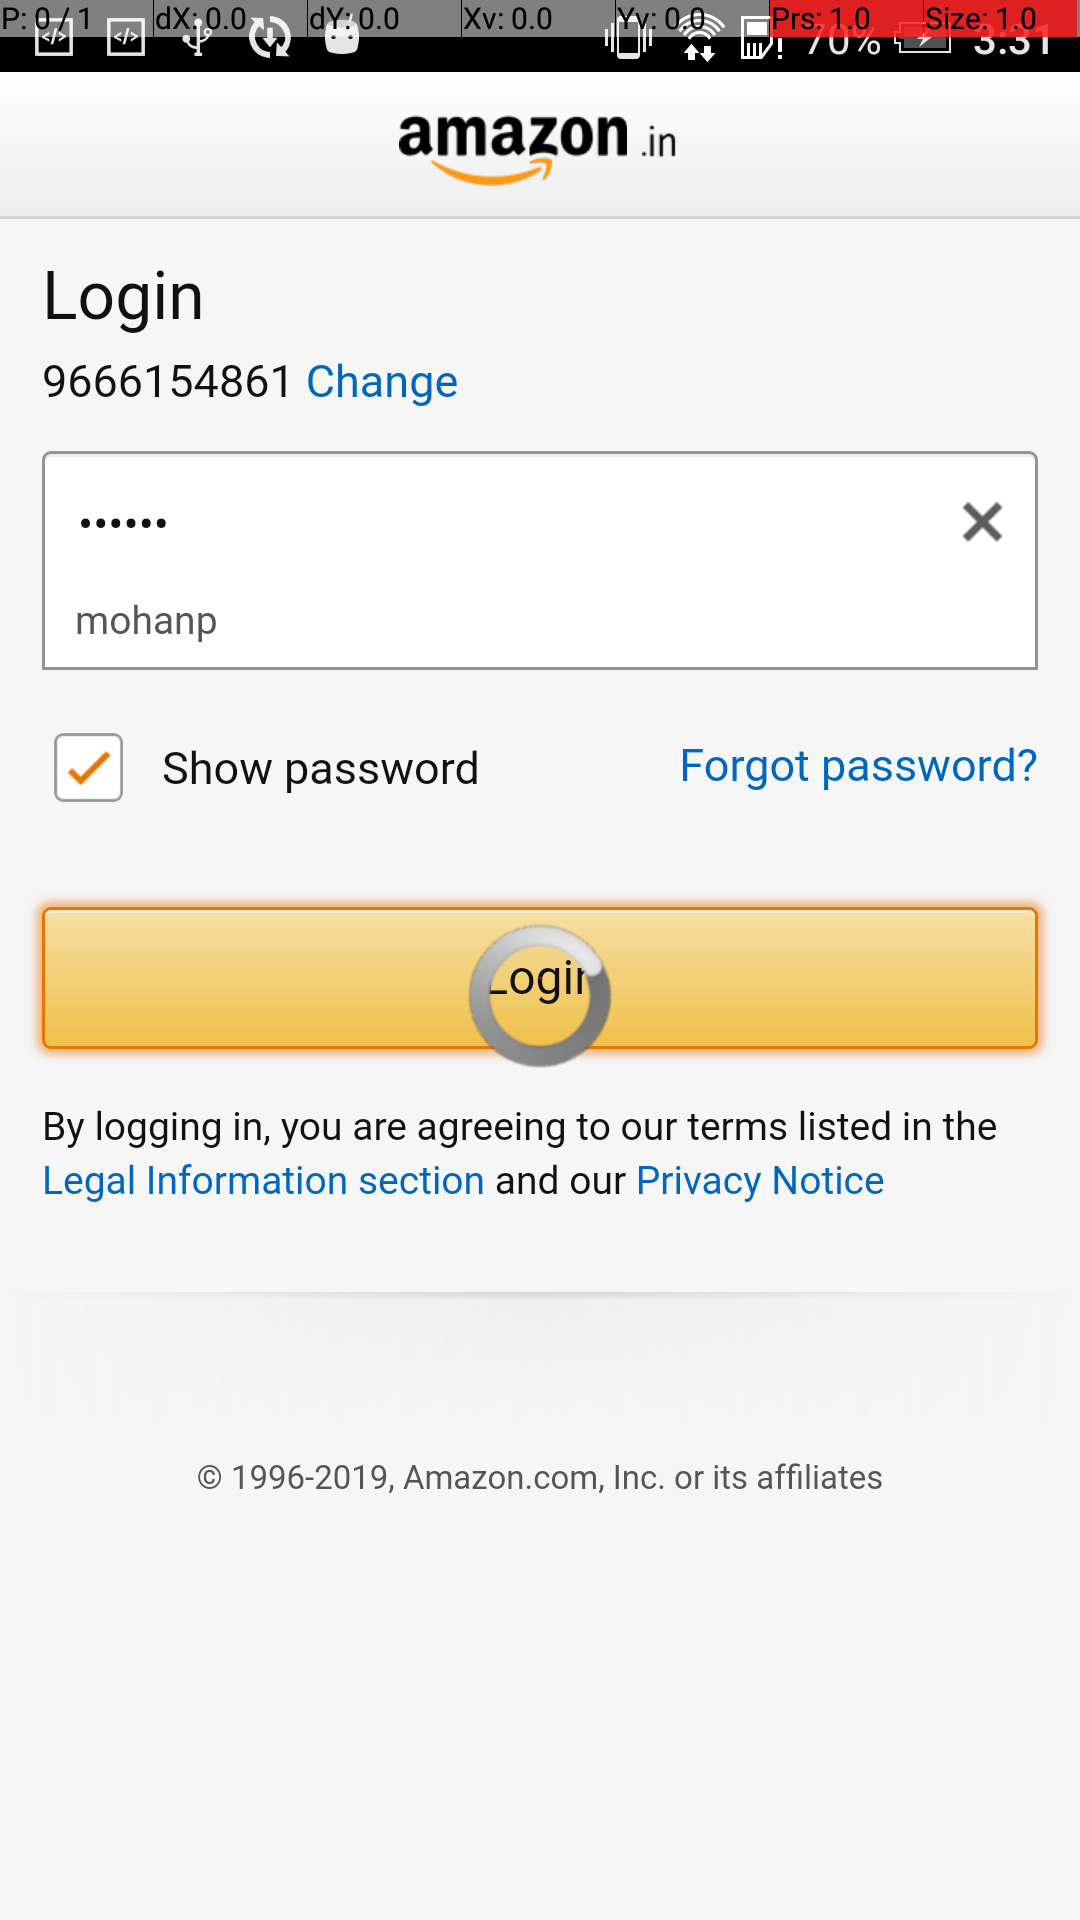 P: 0 / 1 dX: 0.0 dY: 0.0 Xv: 0.0 Yv: 0.0 Prs: 1.0 Size: 1.0
70% 3:31
amazon.in
Login
9666154861 Change
••••••
mohanp
Show password Forgot password?
Login
By logging in, you are agreeing to our terms listed in the
Legal Information section and our Privacy Notice
© 1996-2019, Amazon.com, Inc. or its affiliates